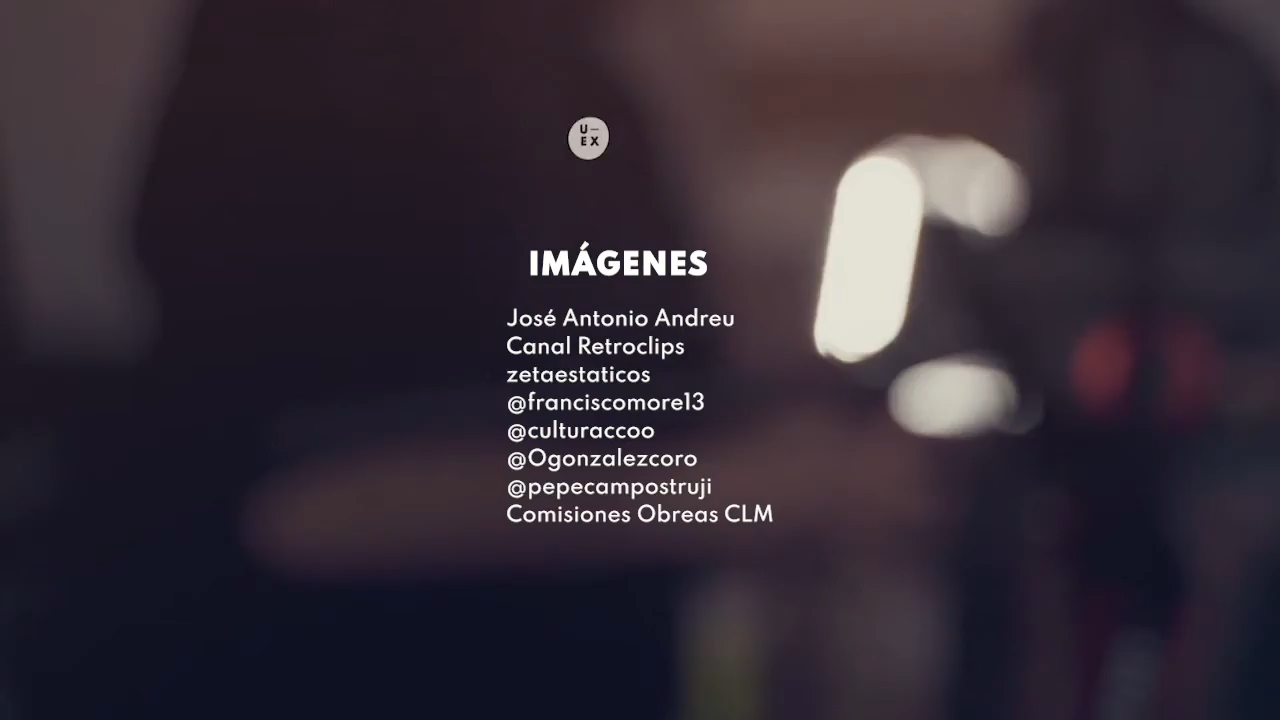 U—
EX
IMÁGENES
José Antonio Andreu
Canal Retroclips
zetaestaticos
@franciscomore13
@culturaccoo
@Ogonzalezcoro
@pepecampostruji
Comisiones Obreas CLM